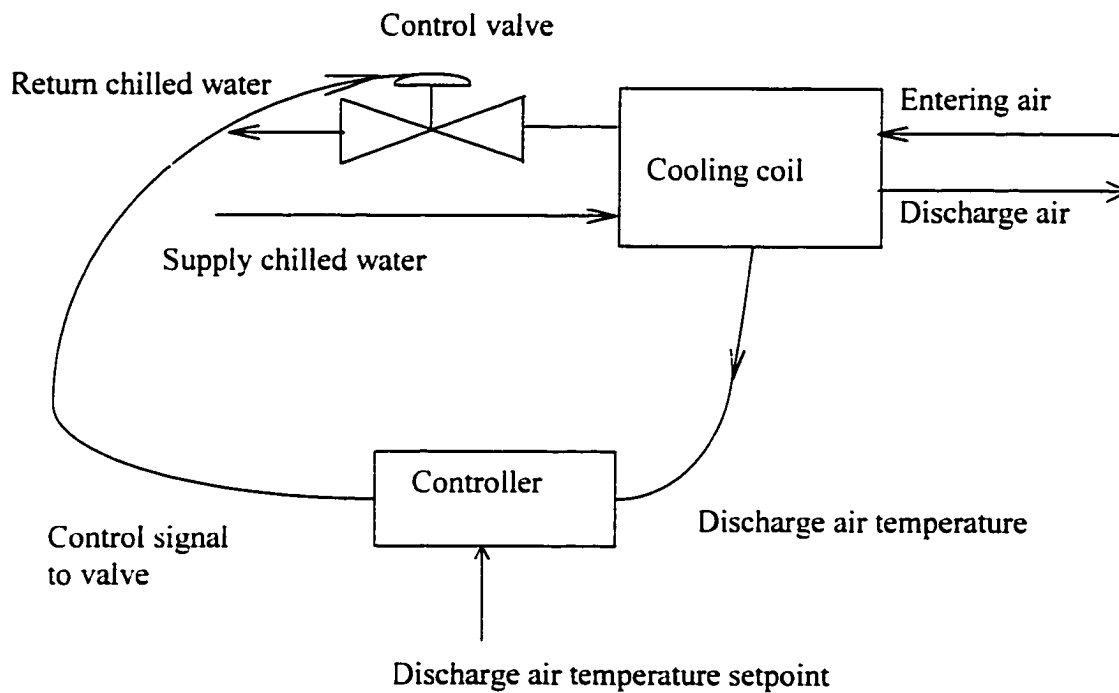 Control valve
Return chilled water
Entering air
Cooling coil
Discharge air
Supply chilled water
Controller
Discharge air temperature
Control signal
to valve
Discharge air temperature setpoint